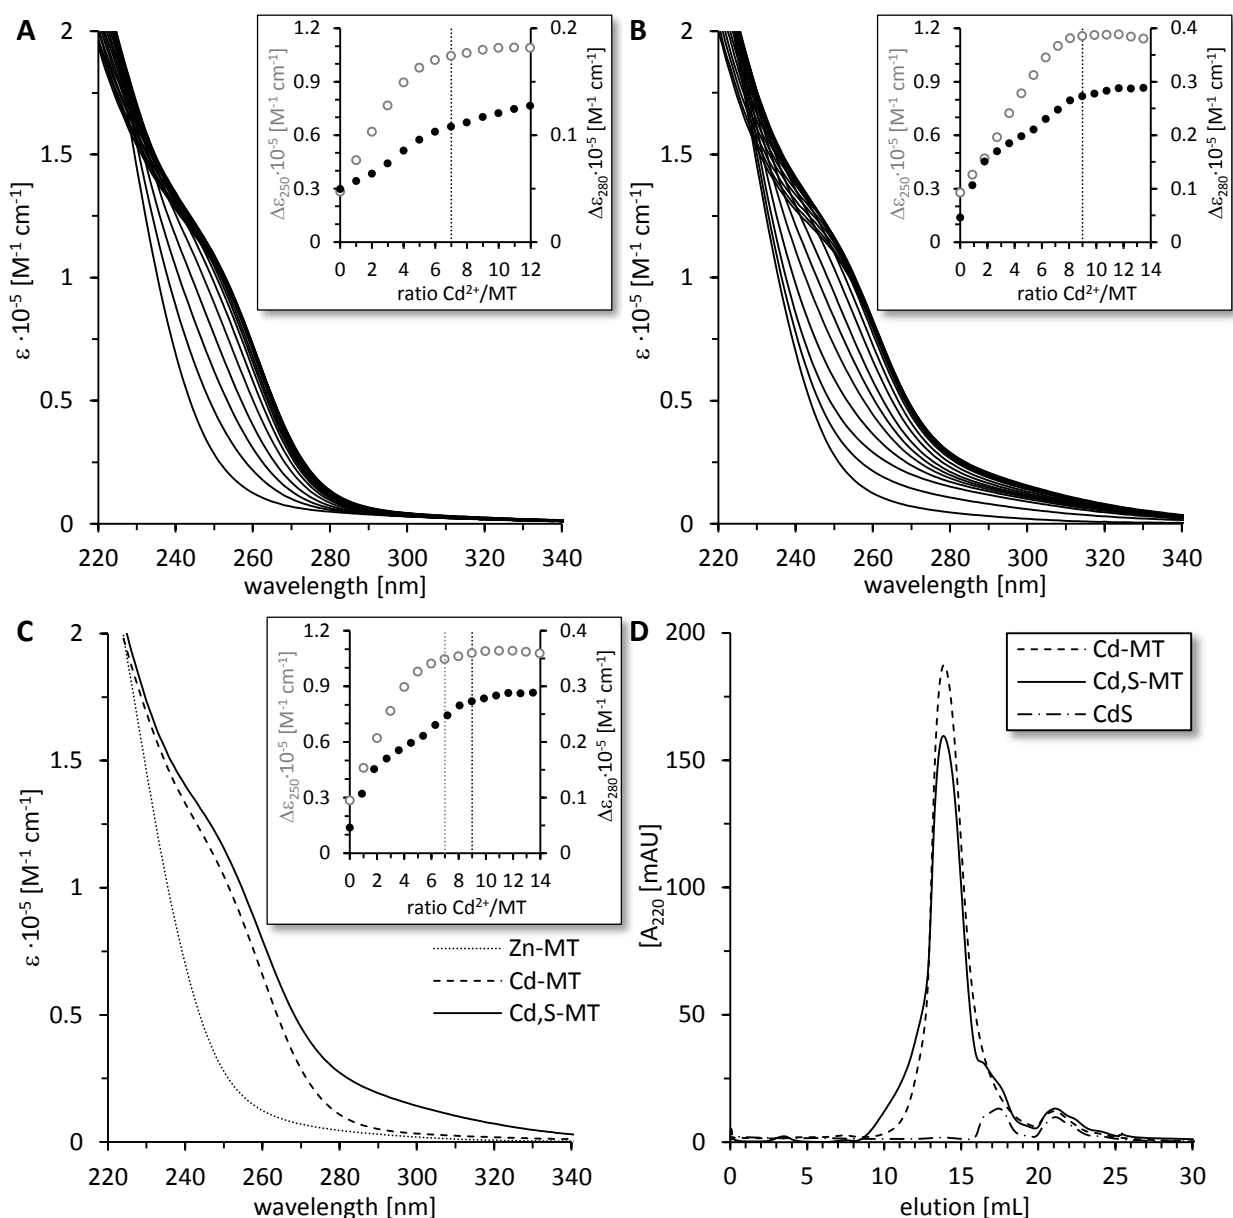 A
2
1.5
1
0.5
0
ε ·10⁻⁵ [M⁻¹ cm⁻¹]
220 240 260 280 300 320 340
wavelength [nm]
1.2
0.9
0.6
0.3
0
Δε₂₅₀·10⁻⁵ [M⁻¹ cm⁻¹]
0.2
0.1
0
Δε₂₈₀·10⁻⁵ [M⁻¹ cm⁻¹]
0 2 4 6 8 10 12
ratio Cd²⁺/MT
B
2
1.5
1
0.5
0
ε ·10⁻⁵ [M⁻¹ cm⁻¹]
220 240 260 280 300 320 340
wavelength [nm]
1.2
0.9
0.6
0.3
0
Δε₂₅₀·10⁻⁵ [M⁻¹ cm⁻¹]
0.4
0.3
0.2
0.1
0
Δε₂₈₀·10⁻⁵ [M⁻¹ cm⁻¹]
0 2 4 6 8 10 12 14
ratio Cd²⁺/MT
C
2
1.5
1
0.5
0
ε ·10⁻⁵ [M⁻¹ cm⁻¹]
220 240 260 280 300 320 340
wavelength [nm]
1.2
0.9
0.6
0.3
0
Δε₂₅₀·10⁻⁵ [M⁻¹ cm⁻¹]
0.4
0.3
0.2
0.1
0
Δε₂₈₀·10⁻⁵ [M⁻¹ cm⁻¹]
0 2 4 6 8 10 12 14
ratio Cd²⁺/MT
Zn-MT
Cd-MT
Cd,S-MT
D
200
150
100
50
0
[A₂₂₀] [mAU]
0 5 10 15 20 25 30
elution [mL]
Cd-MT
Cd,S-MT
CdS